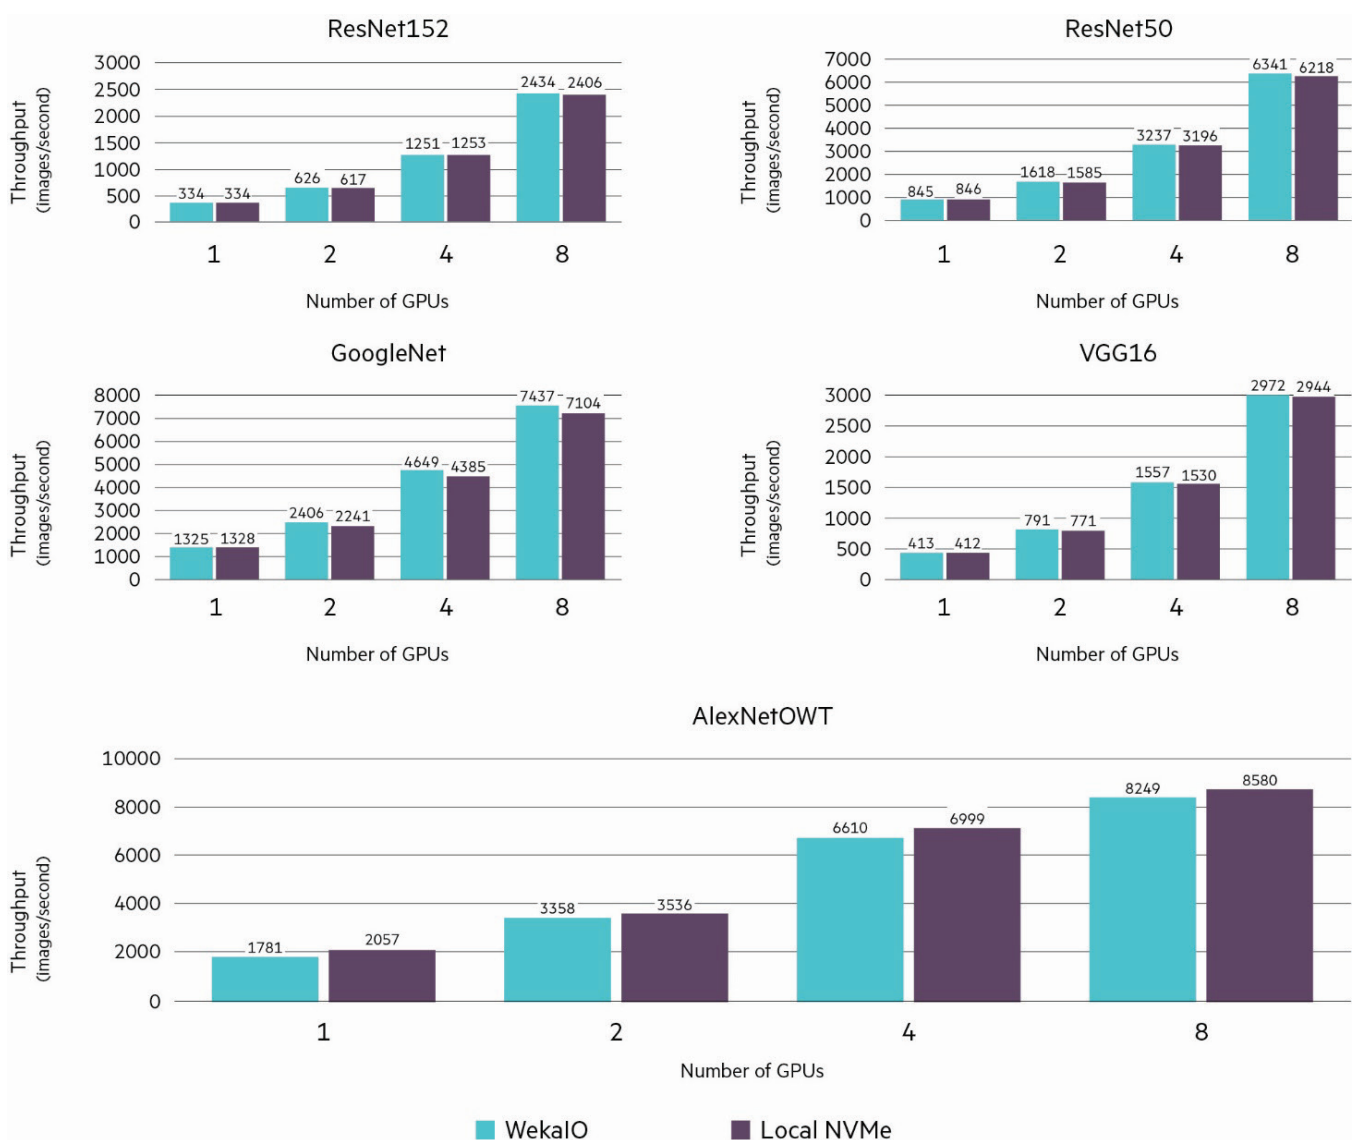 ResNet152
Throughput
(images/second)
3000
2500
2000
1500
1000
500
0
334 334
626 617
1251 1253
2434 2406
1 2 4 8
Number of GPUs
ResNet50
Throughput
(images/second)
7000
6000
5000
4000
3000
2000
1000
0
845 846
1618 1585
3237 3196
6341 6218
1 2 4 8
Number of GPUs
GoogleNet
Throughput
(images/second)
8000
7000
6000
5000
4000
3000
2000
1000
0
1325 1328
2406 2241
4649 4385
7437 7104
1 2 4 8
Number of GPUs
VGG16
Throughput
(images/second)
3000
2500
2000
1500
1000
500
0
413 412
791 771
1557 1530
2972 2944
1 2 4 8
Number of GPUs
AlexNetOWT
Throughput
(images/second)
10000
8000
6000
4000
2000
0
1781 2057
3358 3536
6610 6999
8249 8580
1 2 4 8
Number of GPUs
WekaIO Local NVMe